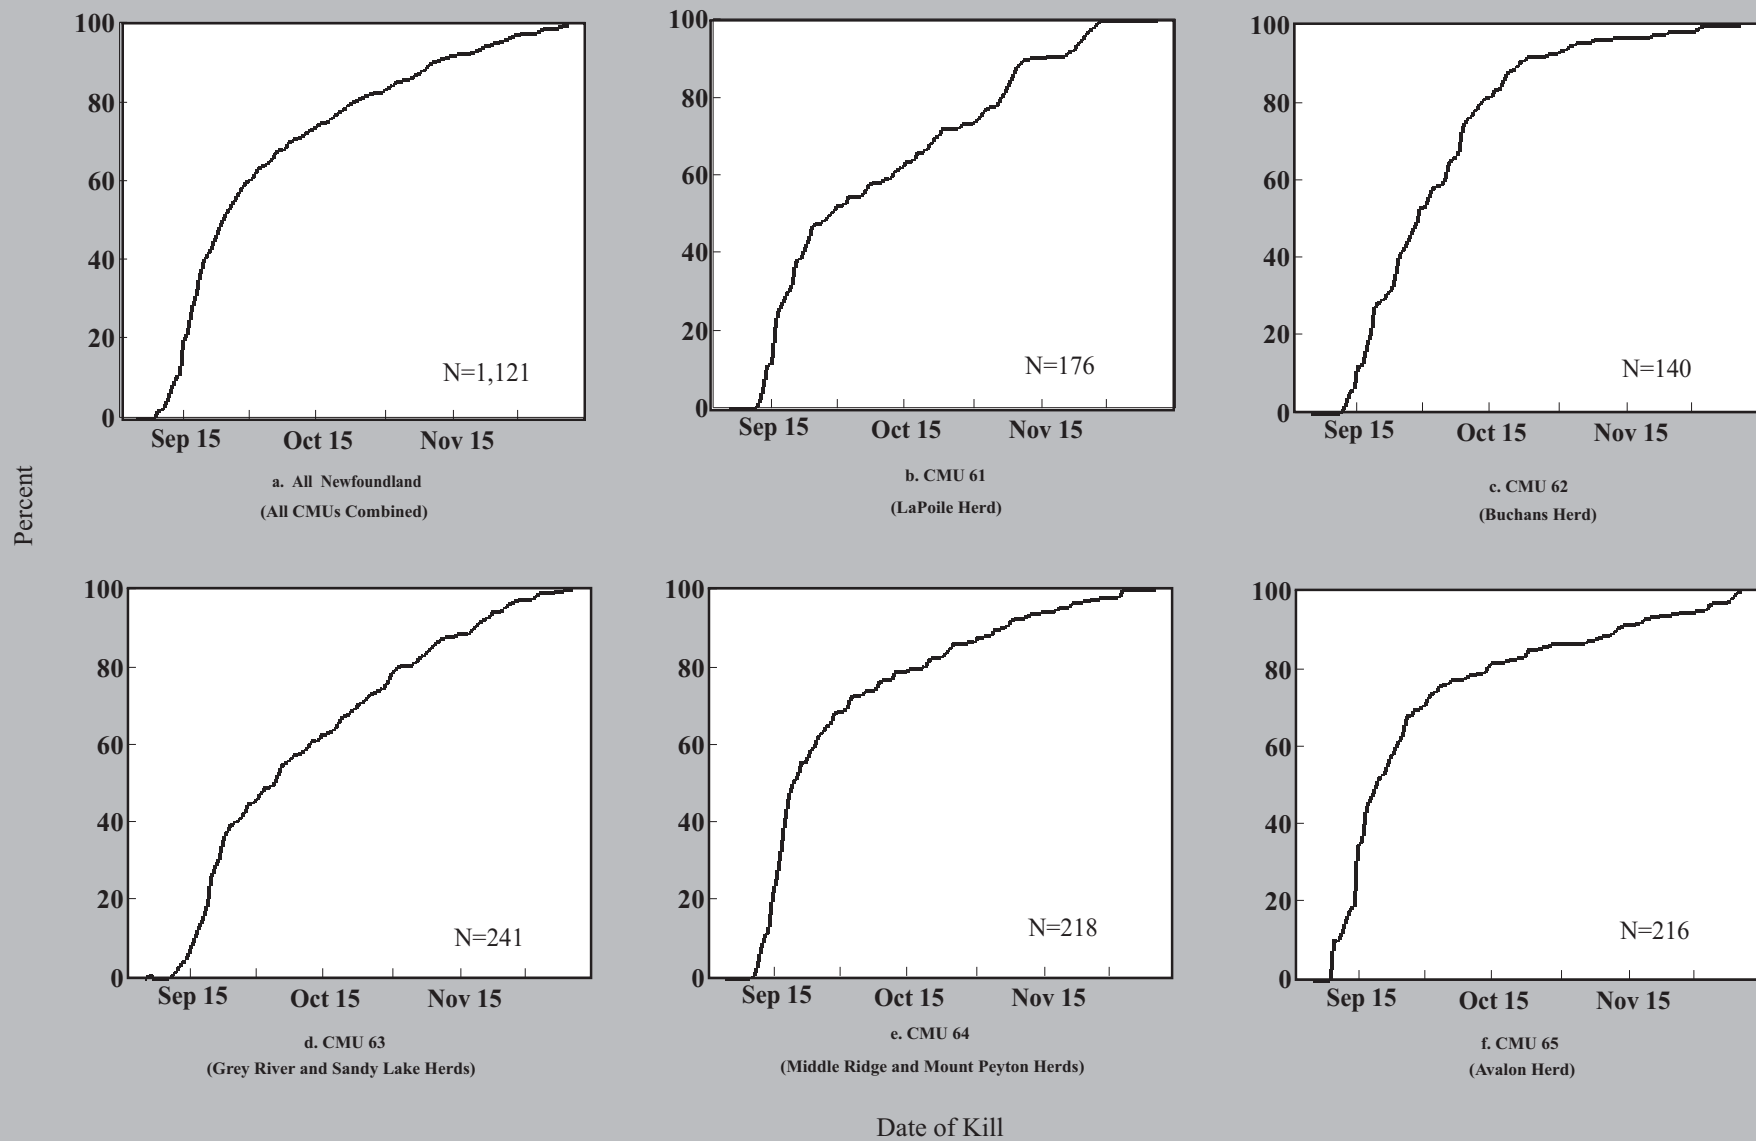 Percent
100
80
60
40
20
0
N=1,121
Sep 15 Oct 15 Nov 15
a. All Newfoundland
(All CMUs Combined)
100
80
60
40
20
0
N=176
Sep 15 Oct 15 Nov 15
b. CMU 61
(LaPoile Herd)
100
80
60
40
20
0
N=140
Sep 15 Oct 15 Nov 15
c. CMU 62
(Buchans Herd)
100
80
60
40
20
0
N=241
Sep 15 Oct 15 Nov 15
d. CMU 63
(Grey River and Sandy Lake Herds)
100
80
60
40
20
0
N=218
Sep 15 Oct 15 Nov 15
e. CMU 64
(Middle Ridge and Mount Peyton Herds)
100
80
60
40
20
0
N=216
Sep 15 Oct 15 Nov 15
f. CMU 65
(Avalon Herd)
Date of Kill